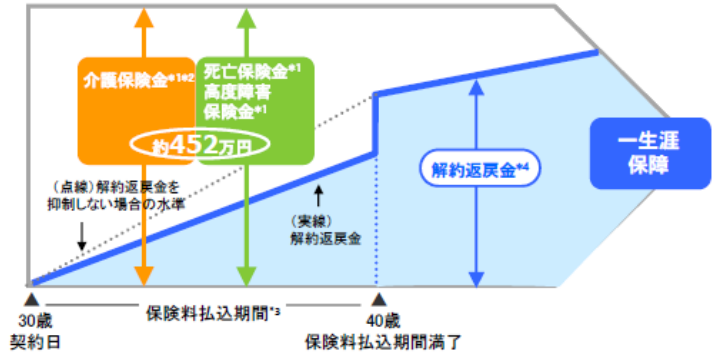 介護保険金*1*2
死亡保険金*1
高度障害
保険金*1
約452万円
(点線)解約返戻金を
抑制しない場合の水準
(実線)
解約返戻金
解約返戻金*4
一生涯
保障
30歳
契約日
保険料払込期間*3
40歳
保険料払込期間満了